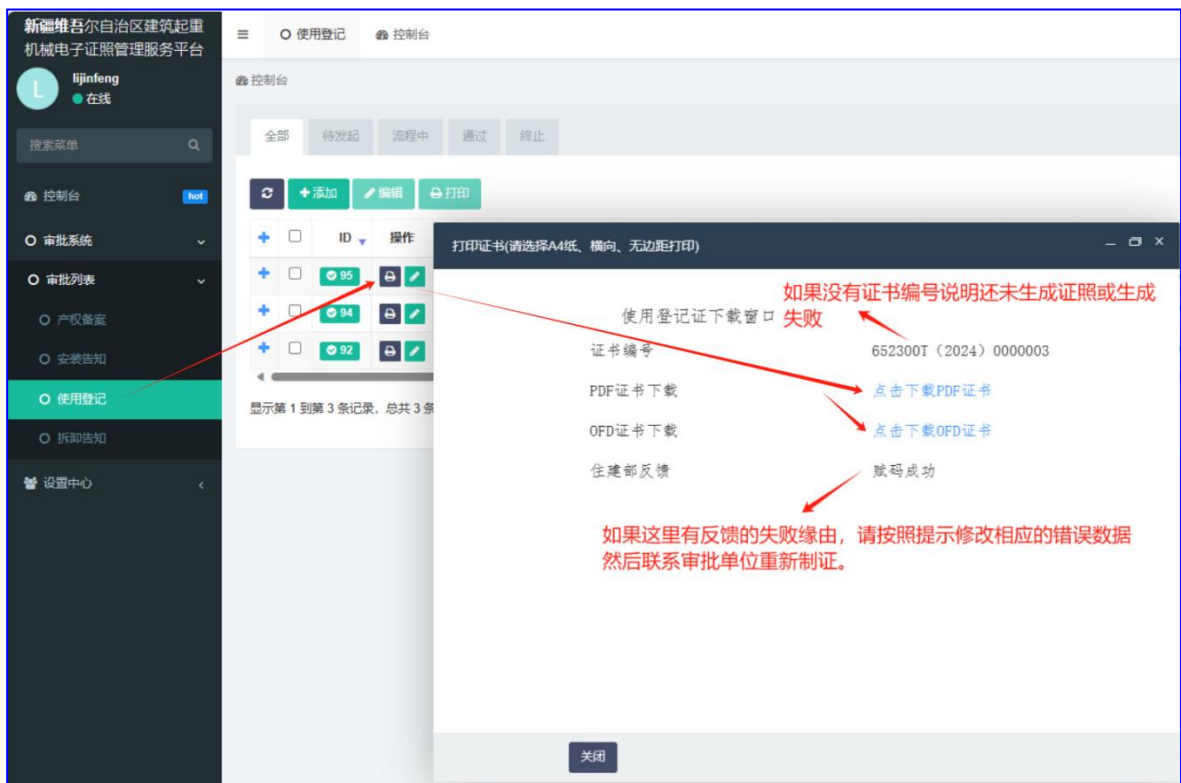 新疆维吾尔自治区建筑起重
机械电子证照管理服务平台
L
lijinfeng
在线
搜索菜单
控制台
hot
审批系统
审批列表
产权备案
安装告知
使用登记
拆卸告知
设置中心
使用登记
控制台
控制台
全部
待发起
流程中
通过
终止
添加
编辑
打印
ID
操作
95
94
92
显示第 1 到第 3 条记录，总共 3 条
打印证书(请选择A4纸、横向、无边距打印)
如果没有证书编号说明还未生成证照或生成
失败
使用登记证下载窗口
证书编号
652300T（2024）0000003
PDF证书下载
点击下载PDF证书
OFD证书下载
点击下载OFD证书
住建部反馈
赋码成功
如果这里有反馈的失败缘由，请按照提示修改相应的错误数据
然后联系审批单位重新制证。
关闭